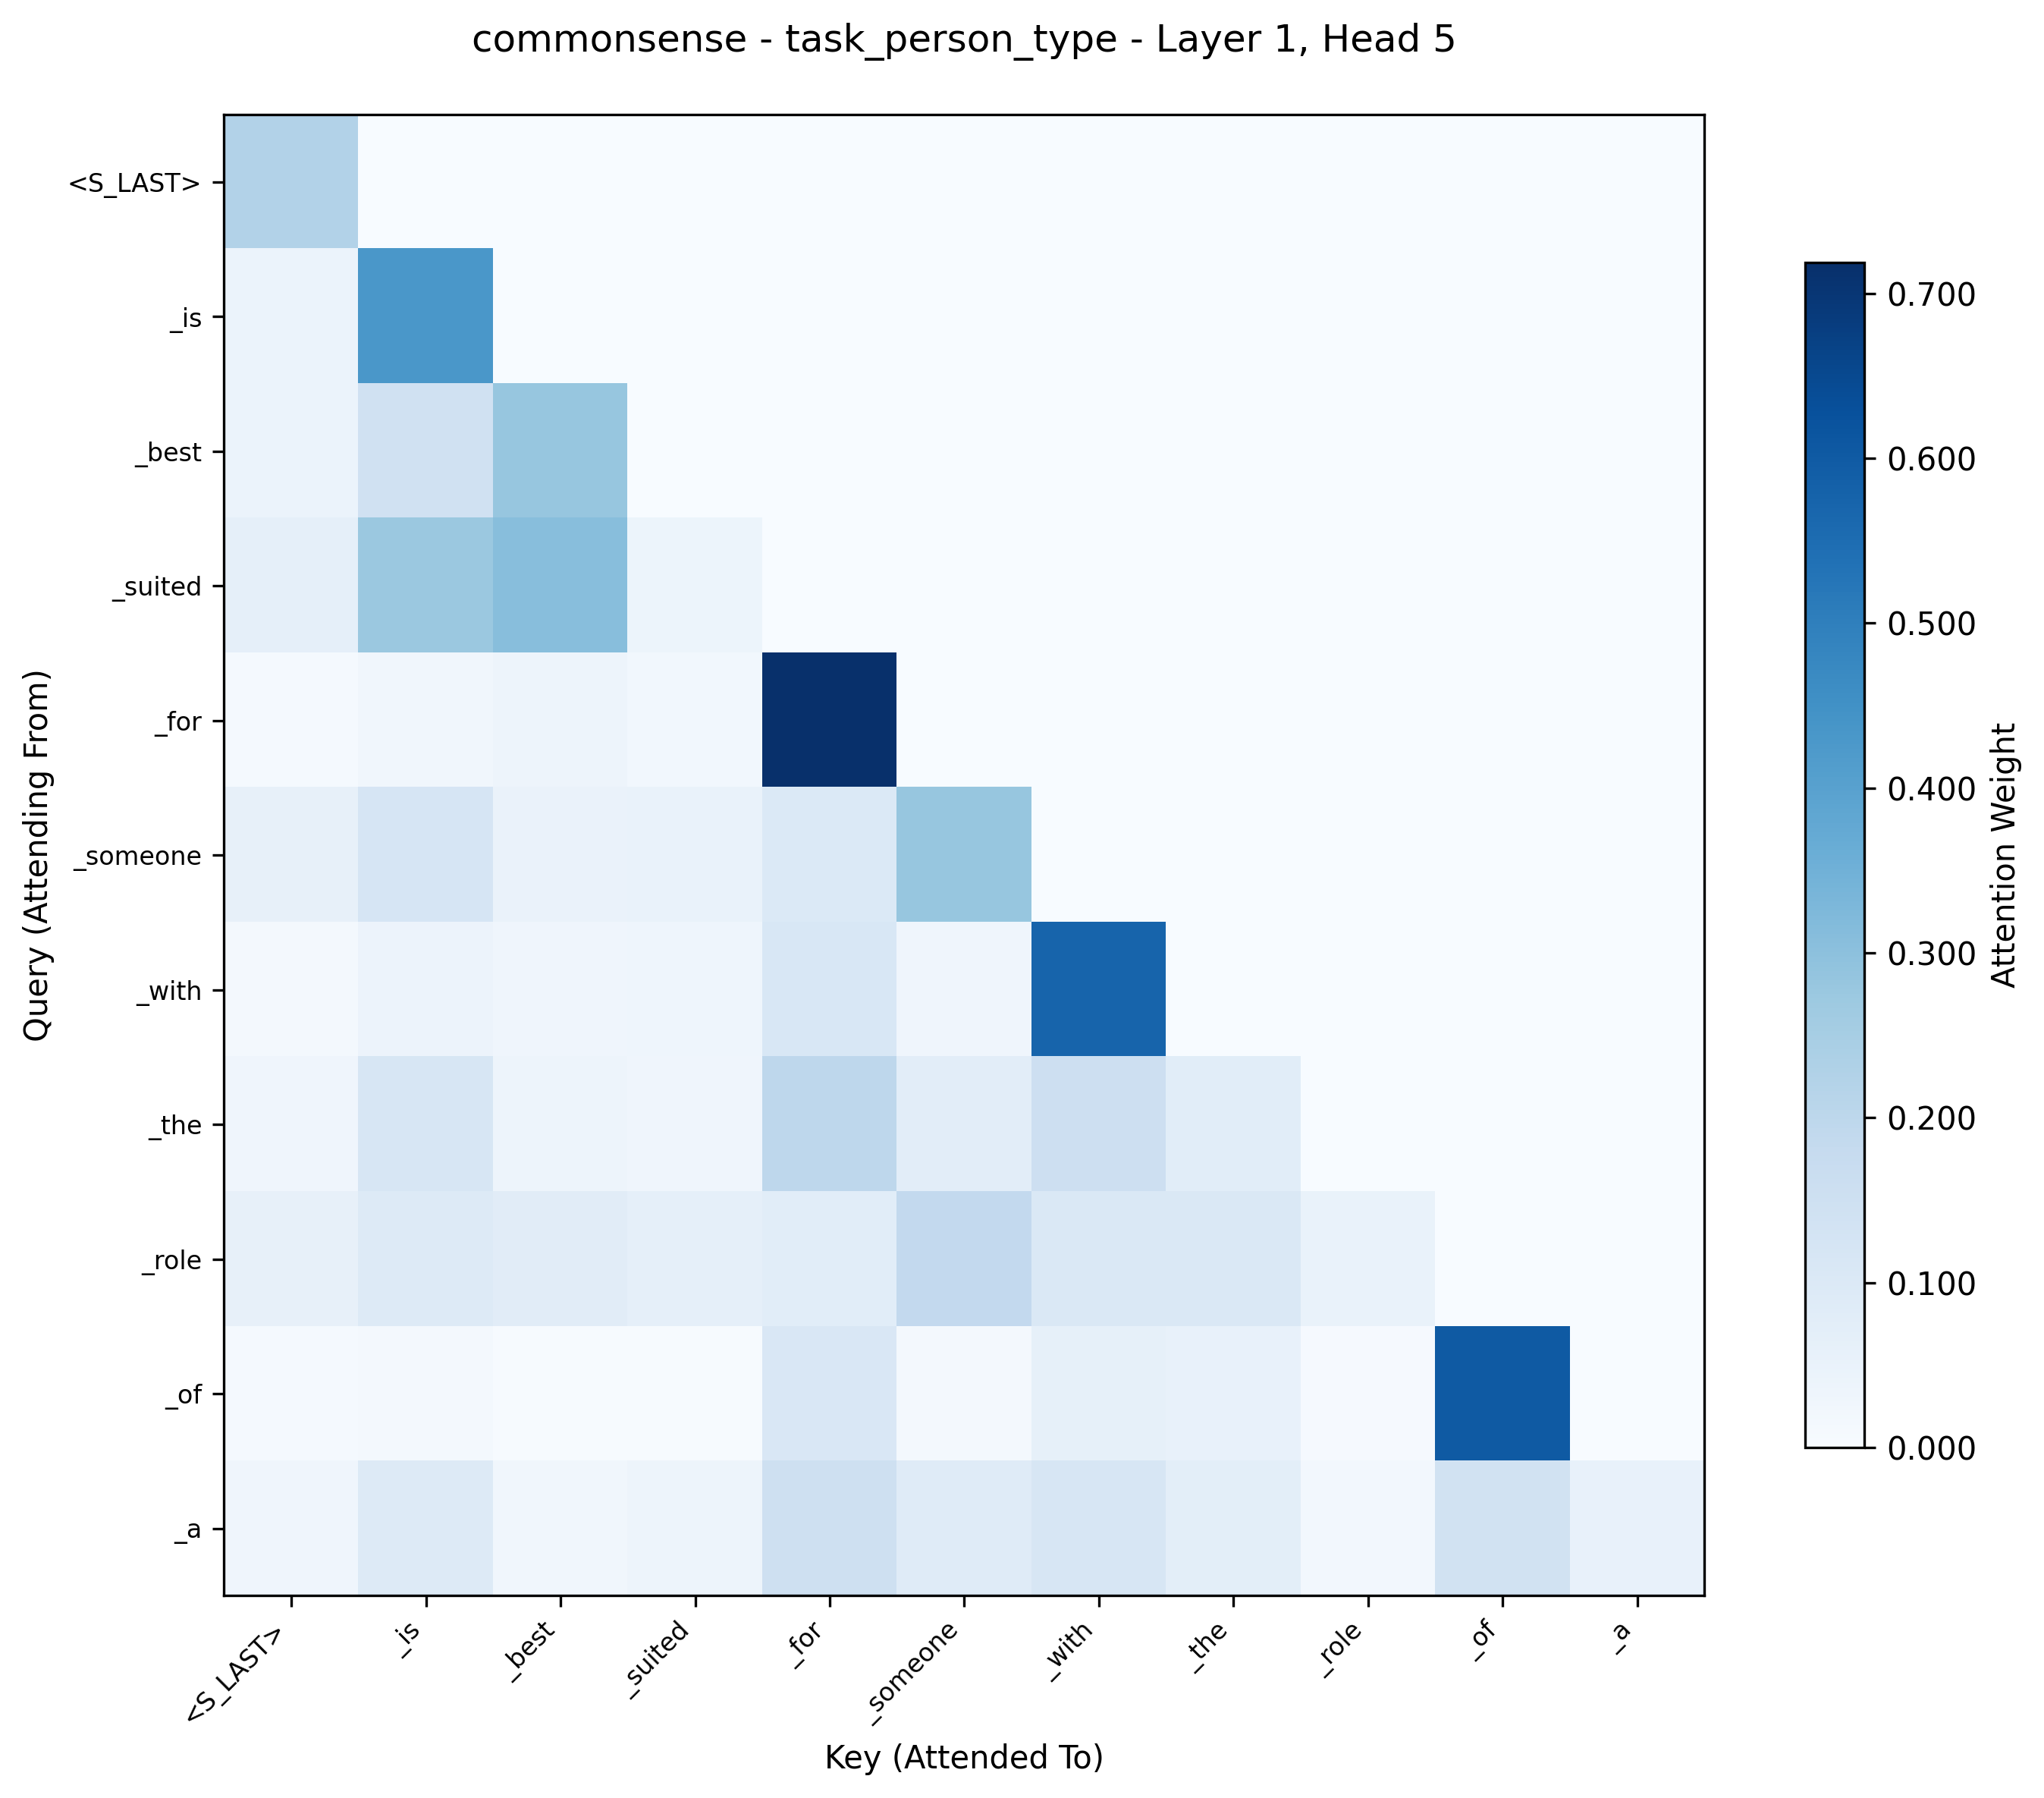 commonsense - task_person_type - Layer 1, Head 5
Query (Attending From)
<S_LAST>
_is
_best
_suited
_for
_someone
_with
_the
_role
_of
_a
<S_LAST>
_is
_best
_suited
_for
_someone
_with
_the
_role
_of
_a
Key (Attended To)
0.700
0.600
0.500
0.400
0.300
0.200
0.100
0.000
Attention Weight